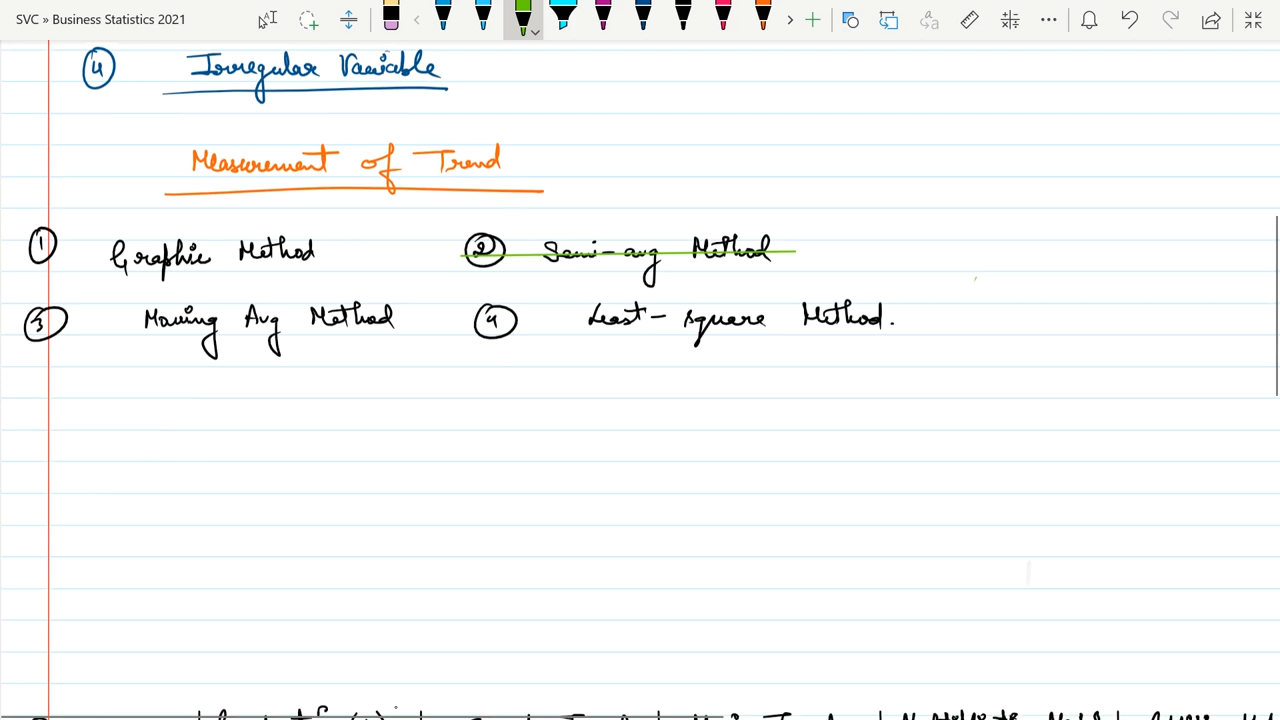 SVC » Business Statistics 2021
4 Irregular Variable
Measurement of Trend
1 Graphic Method 2 Semi-avg Method
3 Moving Avg Method 4 Least-square Method.